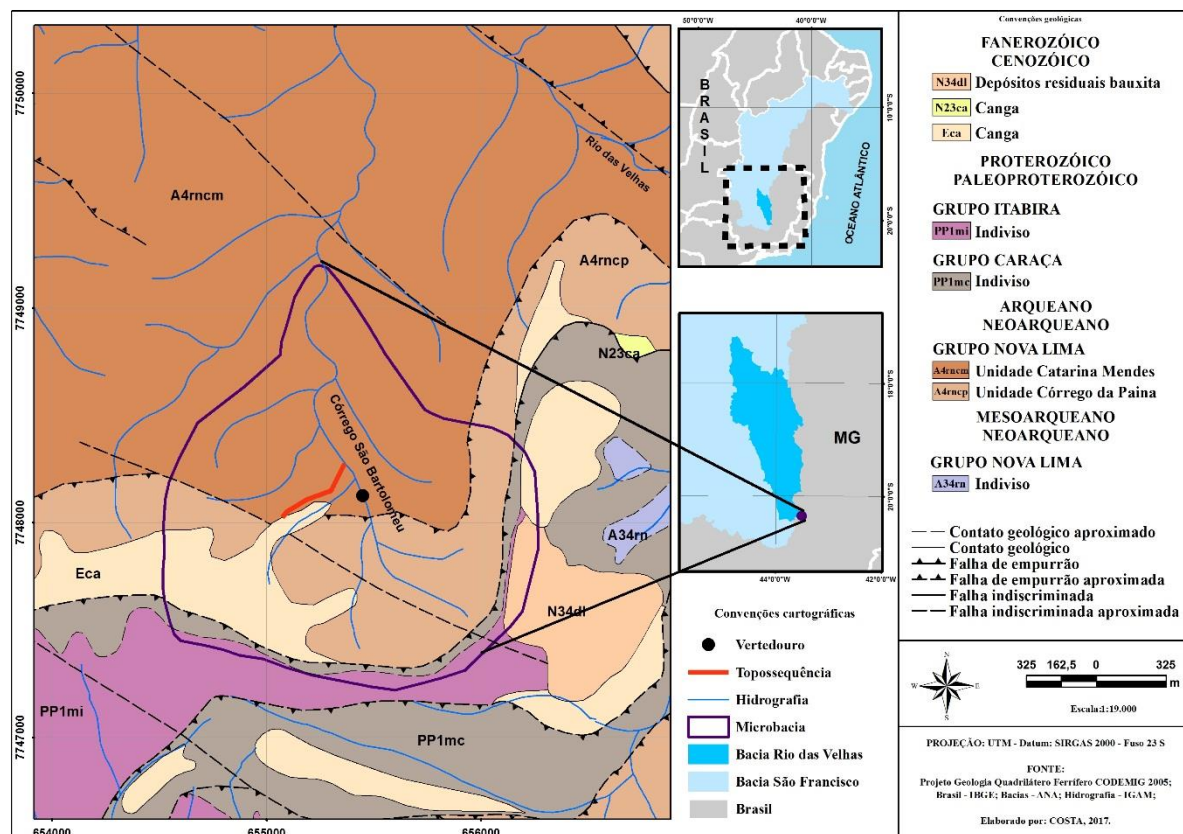 654000
655000
656000
7750000
7749000
7748000
7747000
A4rncm
Rio das Velhas
A4rncp
N23ca
Córrego São Bartolomeu
A34rn
Eca
N34dl
PP1mi
PP1mc
50°0'0"W
40°0'0"W
BRASIL
10°0'0"S
20°0'0"S
OCEANO ATLÂNTICO
MG
18°0'0"S
20°0'0"S
44°0'0"W
42°0'0"W
Convenções cartográficas
Vertedouro
Topossequência
Hidrografia
Microbacia
Bacia Rio das Velhas
Bacia São Francisco
Brasil
Convenções geológicas
FANEROZÓICO
CENOZÓICO
N34dl Depósitos residuais bauxita
N23ca Canga
Eca Canga
PROTEROZÓICO
PALEOPROTEROZÓICO
GRUPO ITABIRA
PP1mi Indiviso
GRUPO CARAÇA
PP1mc Indiviso
ARQUEANO
NEOARQUEANO
GRUPO NOVA LIMA
A4rncm Unidade Catarina Mendes
A4rncp Unidade Córrego da Paina
MESOARQUEANO
NEOARQUEANO
GRUPO NOVA LIMA
A34rn Indiviso
Contato geológico aproximado
Contato geológico
Falha de empurrão
Falha de empurrão aproximada
Falha indiscriminada
Falha indiscriminada aproximada
N
W E
S
325 162,5 0 325
m
Escala:1:19.000
PROJEÇÃO: UTM - Datum: SIRGAS 2000 - Fuso 23 S
FONTE:
Projeto Geologia Quadrilátero Ferrífero CODEMIG 2005;
Brasil - IBGE; Bacias - ANA; Hidrografia - IGAM;
Elaborado por: COSTA, 2017.